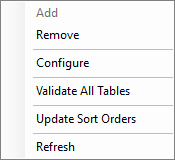 Add
Remove
Configure
Validate All Tables
Update Sort Orders
Refresh